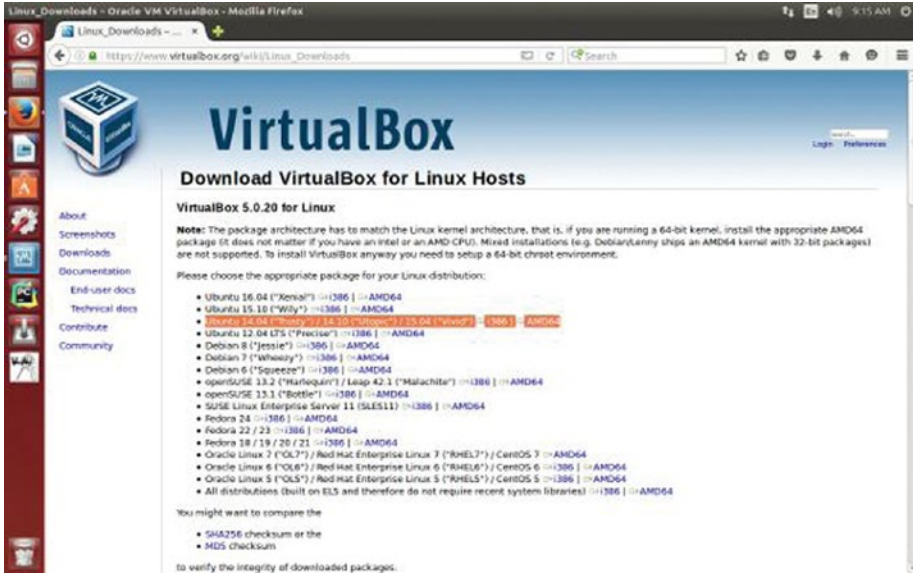 Linux_Downloads - Oracle VM VirtualBox - Mozilla Firefox
En
9:15 AM
Linux_Downloads – ... ×
https://www.virtualbox.org/wiki/Linux_Downloads
Search
ORACLE
VirtualBox
VirtualBox
search...
Login Preferences
Download VirtualBox for Linux Hosts
About
Screenshots
Downloads
Documentation
End-user docs
Technical docs
Contribute
Community
VirtualBox 5.0.20 for Linux
Note: The package architecture has to match the Linux kernel architecture, that is, if you are running a 64-bit kernel, install the appropriate AMD64
package (it does not matter if you have an Intel or an AMD CPU). Mixed installations (e.g. Debian/Lenny ships an AMD64 kernel with 32-bit packages)
are not supported. To install VirtualBox anyway you need to setup a 64-bit chroot environment.
Please choose the appropriate package for your Linux distribution:
• Ubuntu 16.04 ("Xenial") i386 | AMD64
• Ubuntu 15.10 ("Wily") i386 | AMD64
• Ubuntu 14.04 ("Trusty") / 14.10 ("Utopic") / 15.04 ("Vivid") i386 | AMD64
• Ubuntu 12.04 LTS ("Precise") i386 | AMD64
• Debian 8 ("Jessie") i386 | AMD64
• Debian 7 ("Wheezy") i386 | AMD64
• Debian 6 ("Squeeze") i386 | AMD64
• openSUSE 13.2 ("Harlequin") / Leap 42.1 ("Malachite") i386 | AMD64
• openSUSE 13.1 ("Bottle") i386 | AMD64
• SUSE Linux Enterprise Server 11 (SLES11) i386 | AMD64
• Fedora 24 i386 | AMD64
• Fedora 22 / 23 i386 | AMD64
• Fedora 18 / 19 / 20 / 21 i386 | AMD64
• Oracle Linux 7 ("OL7") / Red Hat Enterprise Linux 7 ("RHEL7") / CentOS 7 AMD64
• Oracle Linux 6 ("OL6") / Red Hat Enterprise Linux 6 ("RHEL6") / CentOS 6 i386 | AMD64
• Oracle Linux 5 ("OL5") / Red Hat Enterprise Linux 5 ("RHEL5") / CentOS 5 i386 | AMD64
• All distributions (built on EL5 and therefore do not require recent system libraries) i386 | AMD64
You might want to compare the
• SHA256 checksum or the
• MD5 checksum
to verify the integrity of downloaded packages.